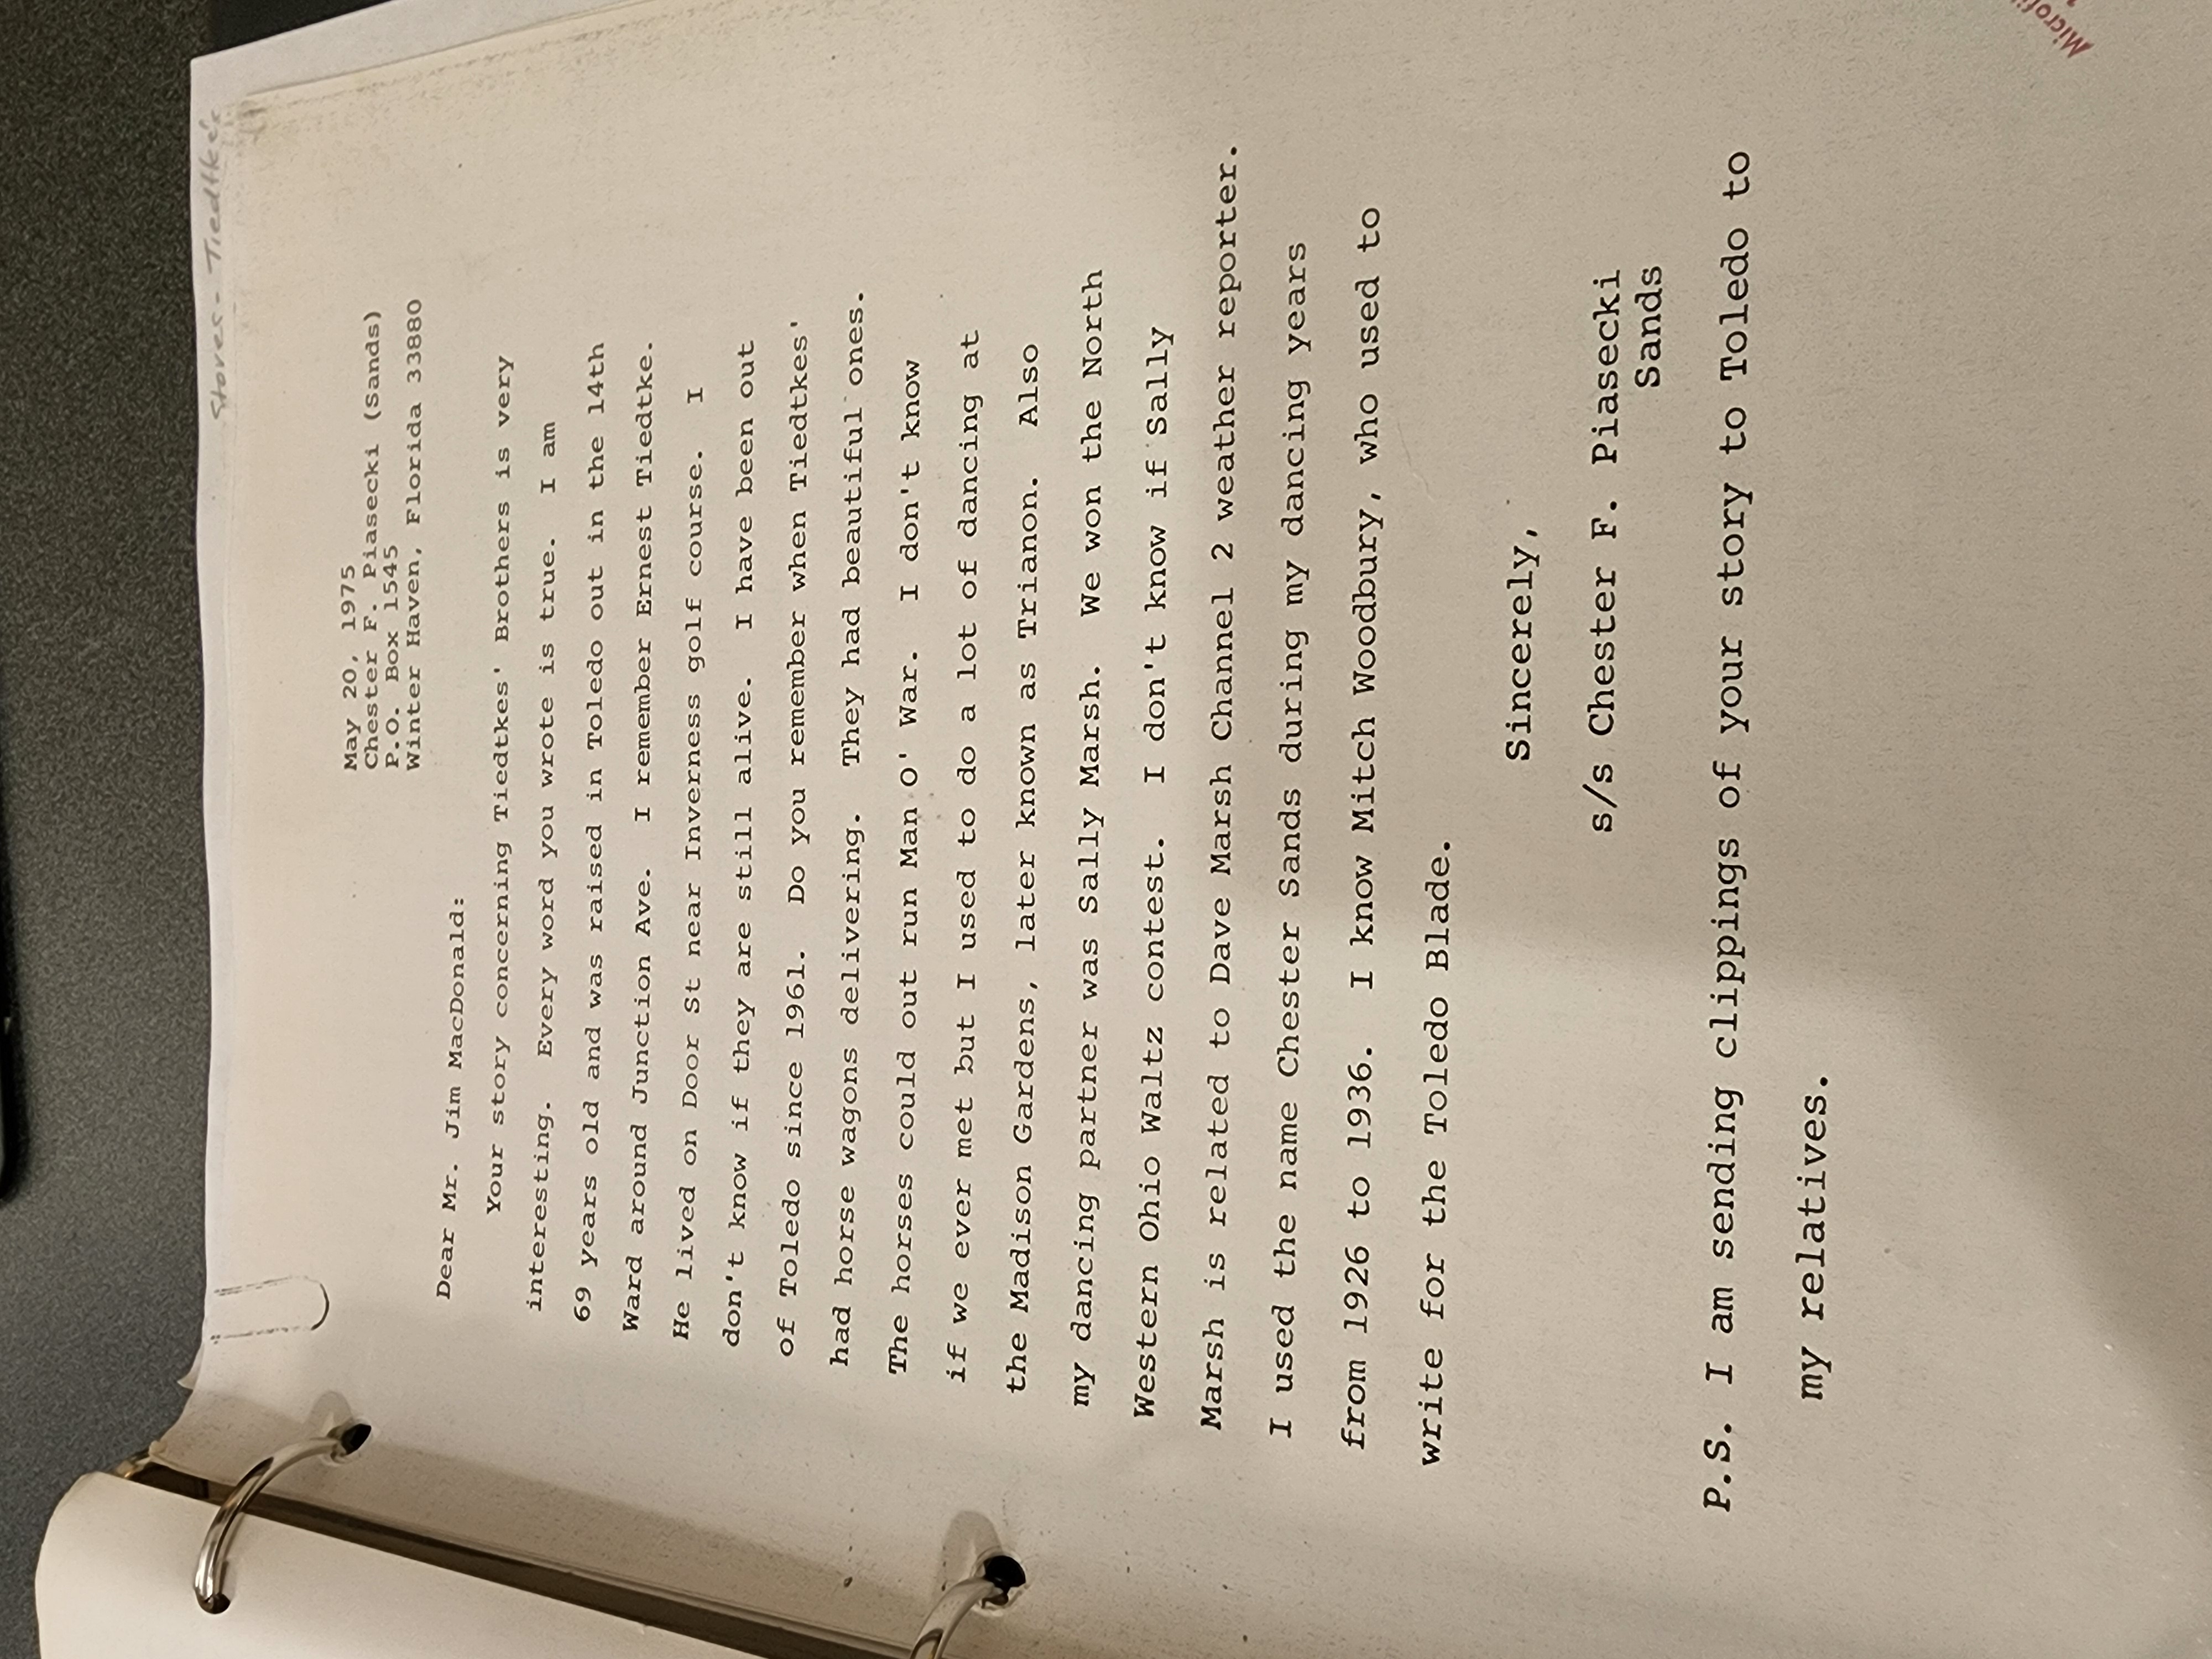 Stores - Tiedtke's
May 20, 1975
Chester F. Piasecki (Sands)
P.O. Box 1545
Winter Haven, Florida 33880
Dear Mr. Jim MacDonald:
Your story concerning Tiedtkes' Brothers is very
interesting. Every word you wrote is true. I am
69 years old and was raised in Toledo out in the 14th
Ward around Junction Ave. I remember Ernest Tiedtke.
He lived on Door St near Inverness golf course. I
don't know if they are still alive. I have been out
of Toledo since 1961. Do you remember when Tiedtkes'
had horse wagons delivering. They had beautiful ones.
The horses could out run Man O' War. I don't know
if we ever met but I used to do a lot of dancing at
the Madison Gardens, later known as Trianon. Also
my dancing partner was Sally Marsh. We won the North
Western Ohio Waltz contest. I don't know if Sally
Marsh is related to Dave Marsh Channel 2 weather reporter.
I used the name Chester Sands during my dancing years
from 1926 to 1936. I know Mitch Woodbury, who used to
write for the Toledo Blade.
Sincerely,
s/s Chester F. Piasecki
Sands
P.S. I am sending clippings of your story to Toledo to
my relatives.